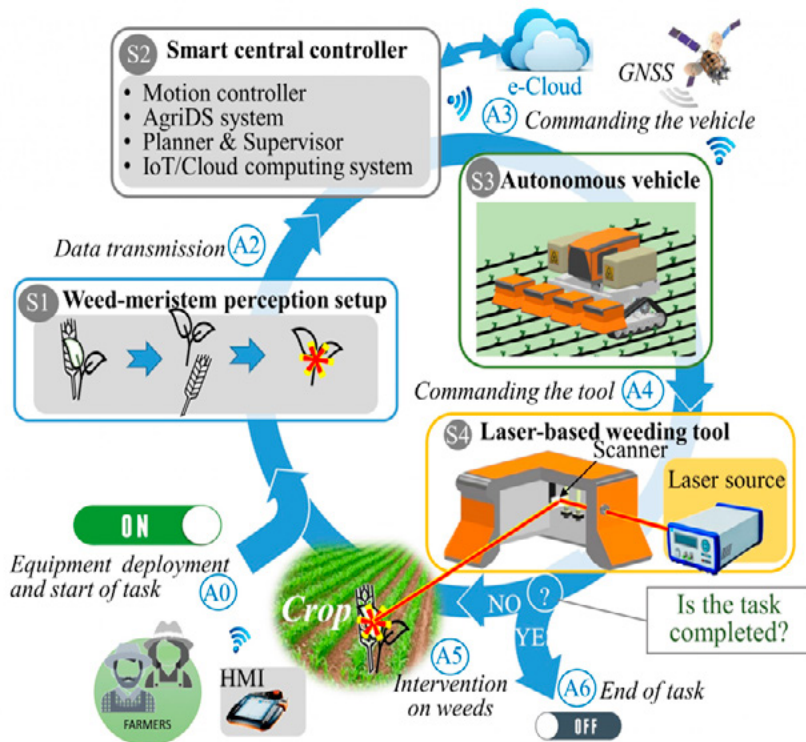 S2 Smart central controller
• Motion controller
• AgriDS system
• Planner & Supervisor
• IoT/Cloud computing system
e-Cloud
GNSS
A3 Commanding the vehicle
S3 Autonomous vehicle
Data transmission A2
S1 Weed-meristem perception setup
Commanding the tool A4
S4 Laser-based weeding tool
Scanner
Laser source
ON
Equipment deployment
and start of task A0
Crop
NO ?
YES
Is the task
completed?
A5
Intervention
on weeds
A6 End of task
OFF
HMI
FARMERS